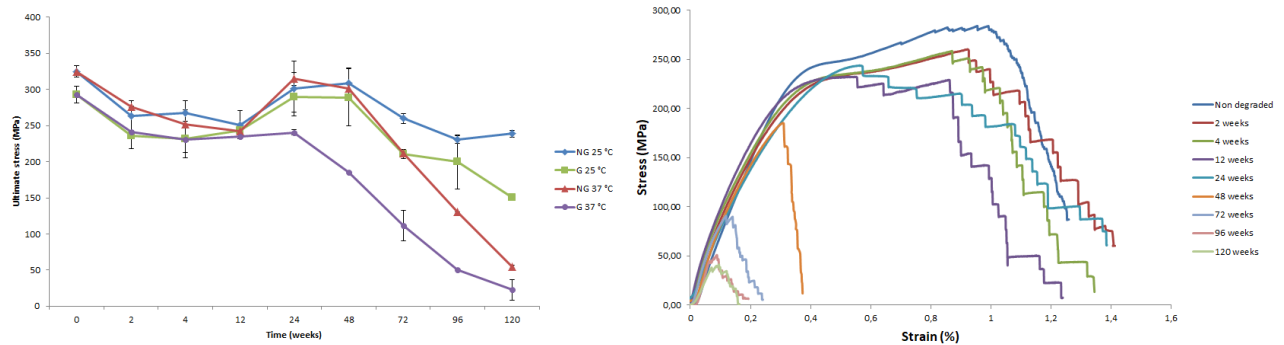 400
350
300
250
200
150
100
50
0
Ultimate stress (MPa)
0 2 4 12 24 48 72 96 120
Time (weeks)
NG 25 °C
G 25 °C
NG 37 °C
G 37 °C
300,00
250,00
200,00
150,00
100,00
50,00
0,00
Stress (MPa)
0 0,2 0,4 0,6 0,8 1 1,2 1,4 1,6
Strain (%)
Non degraded
2 weeks
4 weeks
12 weeks
24 weeks
48 weeks
72 weeks
96 weeks
120 weeks